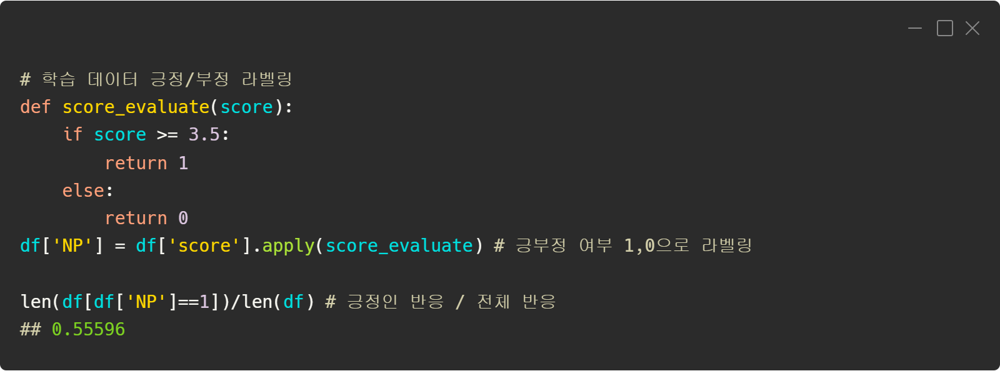 # 학습 데이터 긍정/부정 라벨링
def score_evaluate(score):
    if score >= 3.5:
        return 1
    else:
        return 0
df['NP'] = df['score'].apply(score_evaluate) # 긍부정 여부 1,0으로 라벨링
len(df[df['NP']==1])/len(df) # 긍정인 반응 / 전체 반응
## 0.55596